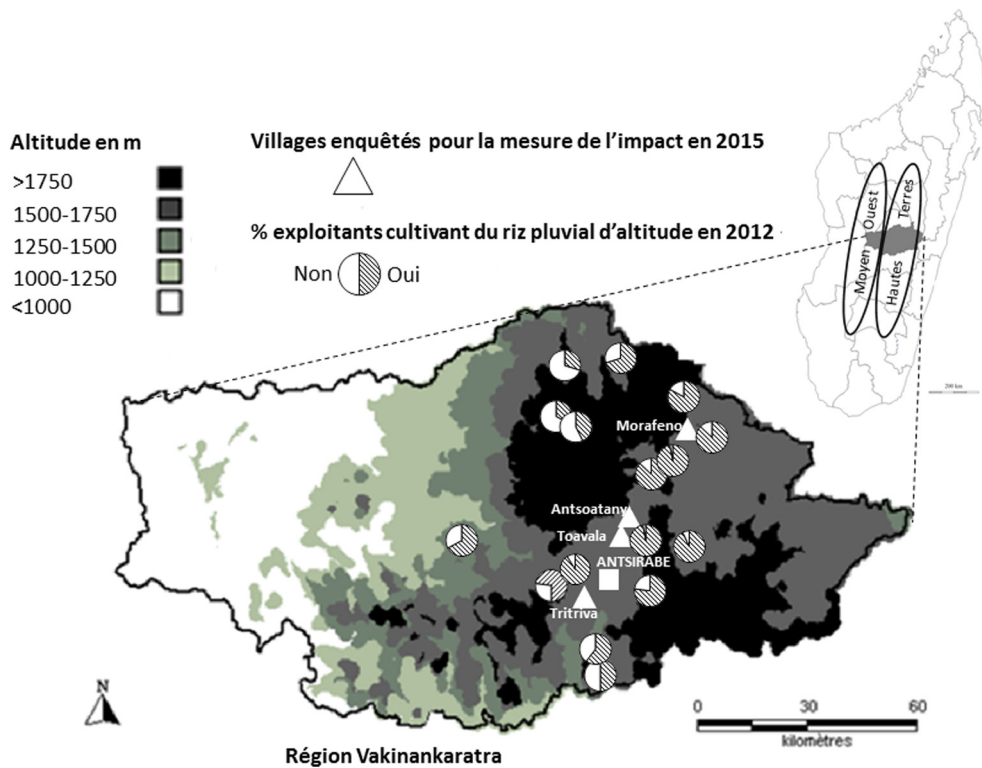 Altitude en m
>1750
1500-1750
1250-1500
1000-1250
<1000
Villages enquêtés pour la mesure de l'impact en 2015
% exploitants cultivant du riz pluvial d'altitude en 2012
Non
Oui
Moyen Ouest
Hautes Terres
200 km
Morafeno
Antsoatany
Toavala
ANTSIRABE
Tritriva
N
0 30 60
kilomètres
Région Vakinankaratra